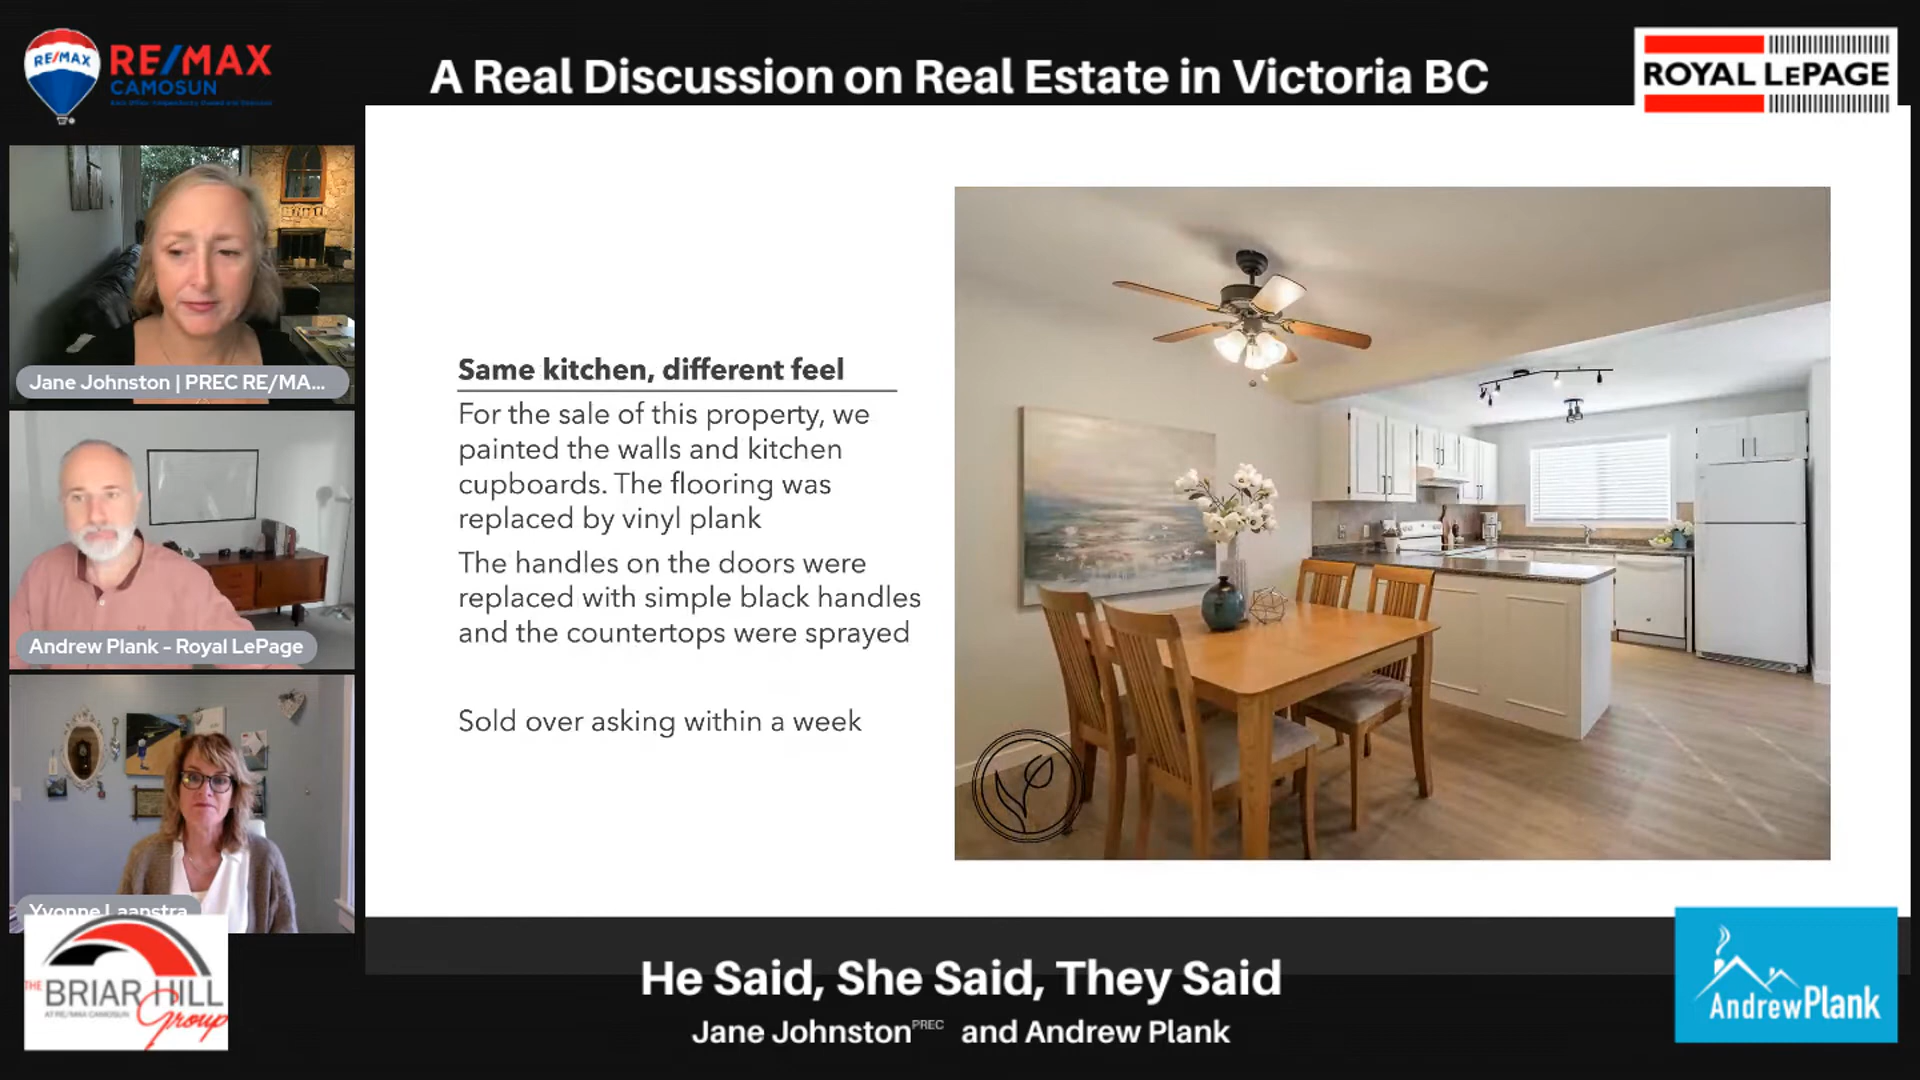 RE/MAX
CAMOSUN
RE/MAX
A Real Discussion on Real Estate in Victoria BC
ROYAL LEPAGE
Jane Johnston | PREC RE/MA...
Andrew Plank - Royal LePage
Yvonne Laanstra
Same kitchen, different feel
For the sale of this property, we
painted the walls and kitchen
cupboards. The flooring was
replaced by vinyl plank
The handles on the doors were
replaced with simple black handles
and the countertops were sprayed
Sold over asking within a week
THE
BRIAR HILL
AT RE/MAX CAMOSUN
Group
He Said, She Said, They Said
Jane Johnston PREC and Andrew Plank
AndrewPlank